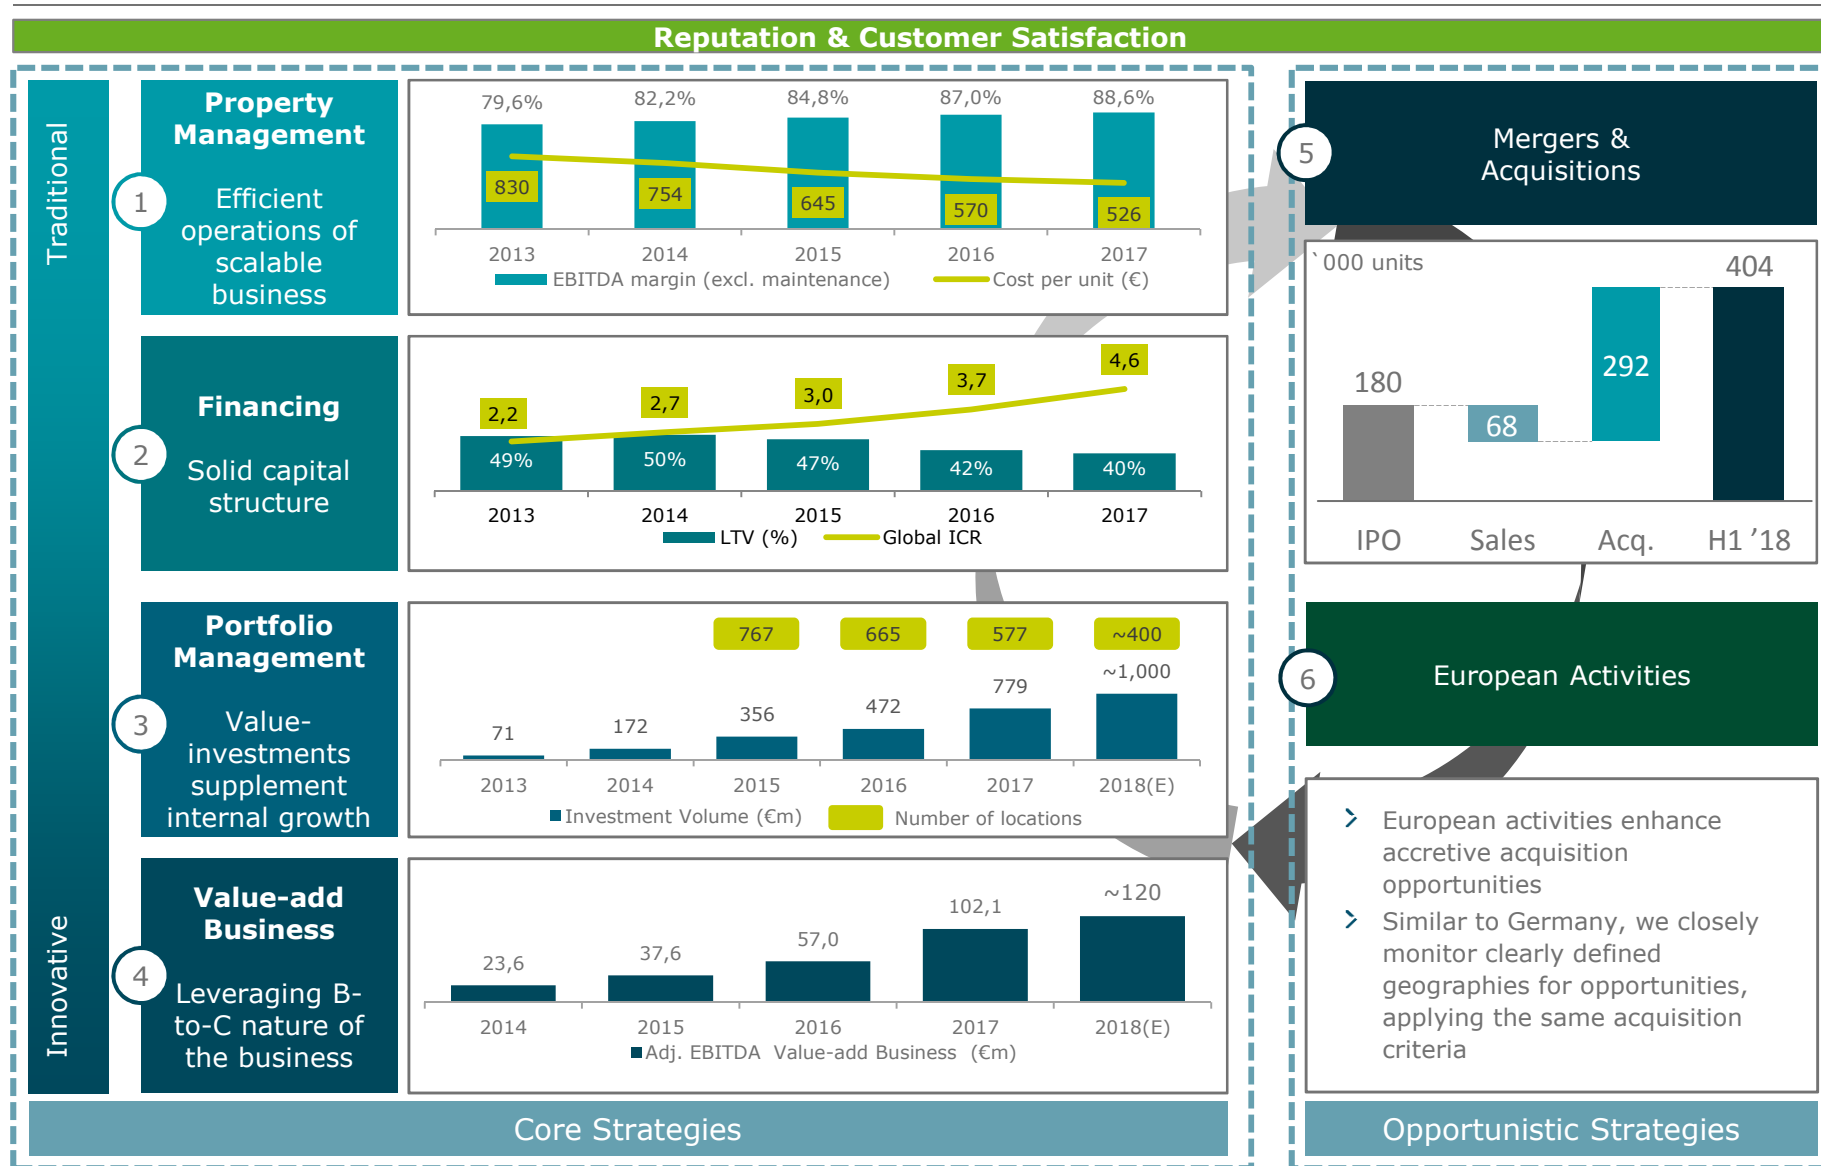 Reputation & Customer Satisfaction
Traditional
Innovative
1
Property
Management
Efficient
operations of
scalable
business
79,6%
82,2%
84,8%
87,0%
88,6%
830
754
645
570
526
2013
2014
2015
2016
2017
EBITDA margin (excl. maintenance)
Cost per unit (€)
2
Financing
Solid capital
structure
2,2
2,7
3,0
3,7
4,6
49%
50%
47%
42%
40%
2013
2014
2015
2016
2017
LTV (%)
Global ICR
3
Portfolio
Management
Value-
investments
supplement
internal growth
767
665
577
~400
71
172
356
472
779
~1,000
2013
2014
2015
2016
2017
2018(E)
Investment Volume (€m)
Number of locations
4
Value-add
Business
Leveraging B-
to-C nature of
the business
23,6
37,6
57,0
102,1
~120
2014
2015
2016
2017
2018(E)
Adj. EBITDA Value-add Business (€m)
Core Strategies
5
Mergers &
Acquisitions
`000 units
180
68
292
404
IPO
Sales
Acq.
H1 ’18
6
European Activities
European activities enhance
accretive acquisition
opportunities
Similar to Germany, we closely
monitor clearly defined
geographies for opportunities,
applying the same acquisition
criteria
Opportunistic Strategies